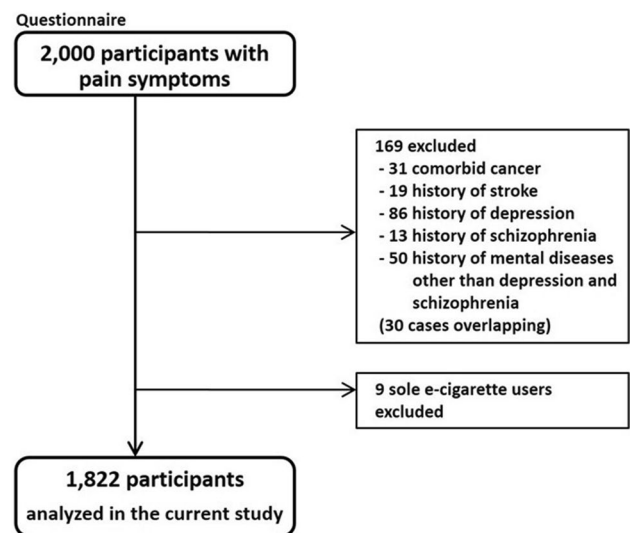 Questionnaire
2,000 participants with
pain symptoms
169 excluded
- 31 comorbid cancer
- 19 history of stroke
- 86 history of depression
- 13 history of schizophrenia
- 50 history of mental diseases
other than depression and
schizophrenia
(30 cases overlapping)
9 sole e-cigarette users
excluded
1,822 participants
analyzed in the current study